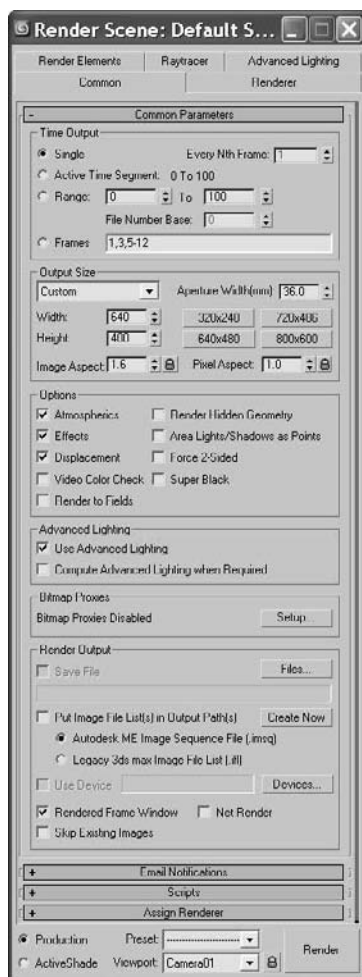 Render Scene: Default S...
Render Elements Raytracer Advanced Lighting
Common Renderer
- Common Parameters
Time Output
Single Every Nth Frame: 1
Active Time Segment: 0 To 100
Range: 0 To 100
File Number Base: 0
Frames 1,3,5-12
Output Size
Custom Aperture Width(mm): 36.0
Width: 640 320x240 720x486
Height: 400 640x480 800x600
Image Aspect: 1.6 Pixel Aspect: 1.0
Options
Atmospherics Render Hidden Geometry
Effects Area Lights/Shadows as Points
Displacement Force 2-Sided
Video Color Check Super Black
Render to Fields
Advanced Lighting
Use Advanced Lighting
Compute Advanced Lighting when Required
Bitmap Proxies
Bitmap Proxies Disabled Setup...
Render Output
Save File Files...
Put Image File List(s) in Output Path(s) Create Now
Autodesk ME Image Sequence File (.imsq)
Legacy 3ds max Image File List (.ifl)
Use Device Devices...
Rendered Frame Window Net Render
Skip Existing Images
+ Email Notifications
+ Scripts
+ Assign Renderer
Production Preset: --------------------
ActiveShade Viewport: Camera01 Render